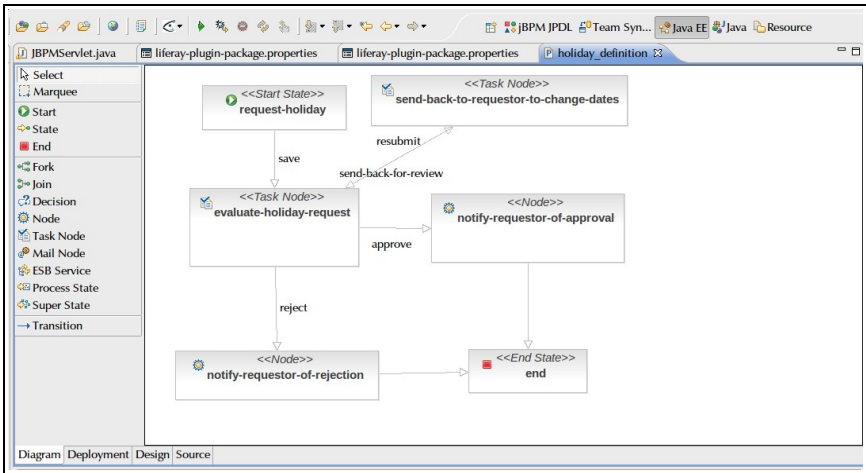 jBPM JPDL Team Syn... Java EE Java Resource
JBPMServlet.java liferay-plugin-package.properties liferay-plugin-package.properties holiday_definition
Select
Marquee
Start
State
End
Fork
Join
Decision
Node
Task Node
Mail Node
ESB Service
Process State
Super State
Transition
<<Start State>>
request-holiday
<<Task Node>>
send-back-to-requestor-to-change-dates
save
resubmit
send-back-for-review
<<Task Node>>
evaluate-holiday-request
approve
<<Node>>
notify-requestor-of-approval
reject
<<Node>>
notify-requestor-of-rejection
<<End State>>
end
Diagram Deployment Design Source